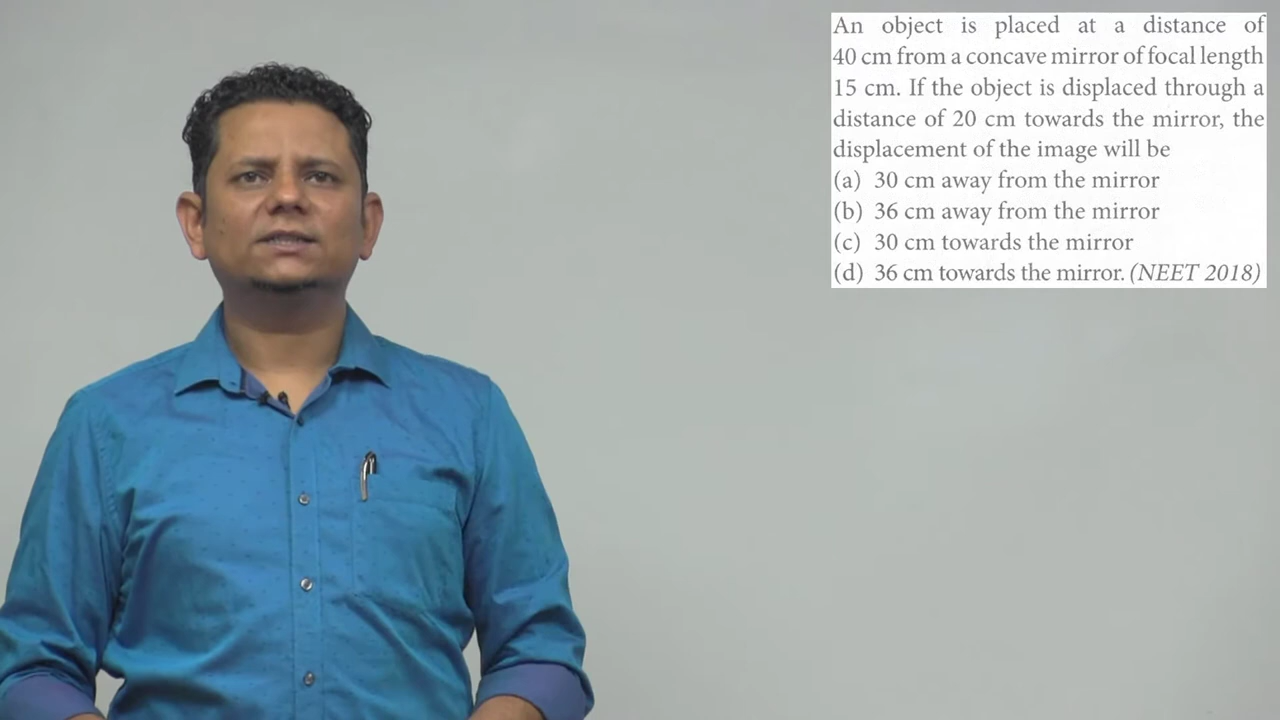 An object is placed at a distance of
40 cm from a concave mirror of focal length
15 cm. If the object is displaced through a
distance of 20 cm towards the mirror, the
displacement of the image will be
(a) 30 cm away from the mirror
(b) 36 cm away from the mirror
(c) 30 cm towards the mirror
(d) 36 cm towards the mirror. (NEET 2018)